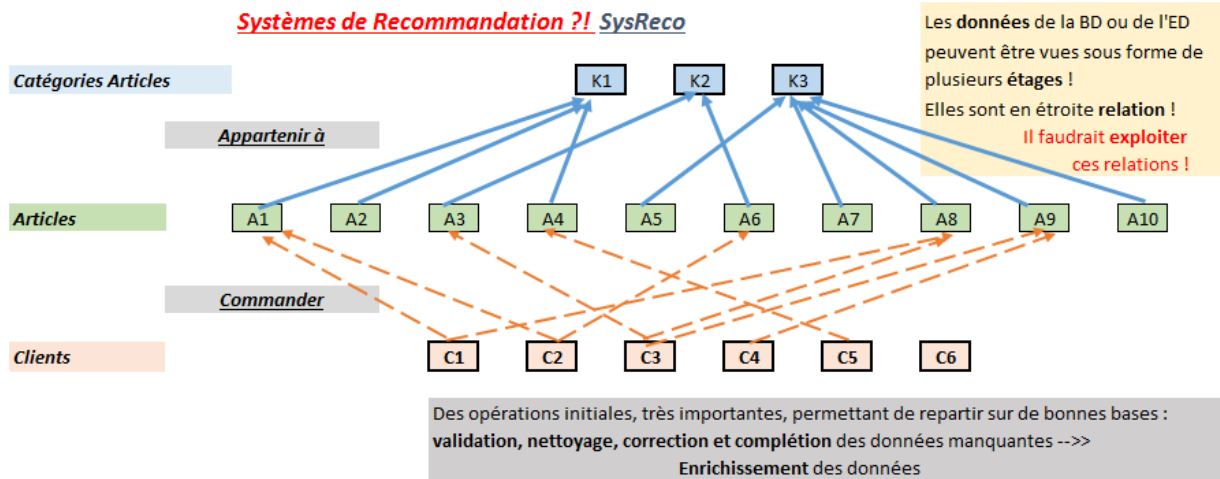 Systèmes de Recommandation ?! SysReco
Les données de la BD ou de l'ED
peuvent être vues sous forme de
plusieurs étages !
Elles sont en étroite relation !
Il faudrait exploiter
ces relations !
Catégories Articles
K1 K2 K3
Appartenir à
Articles
A1 A2 A3 A4 A5 A6 A7 A8 A9 A10
Commander
Clients
C1 C2 C3 C4 C5 C6
Des opérations initiales, très importantes, permettant de repartir sur de bonnes bases :
validation, nettoyage, correction et complétion des données manquantes -->>
Enrichissement des données